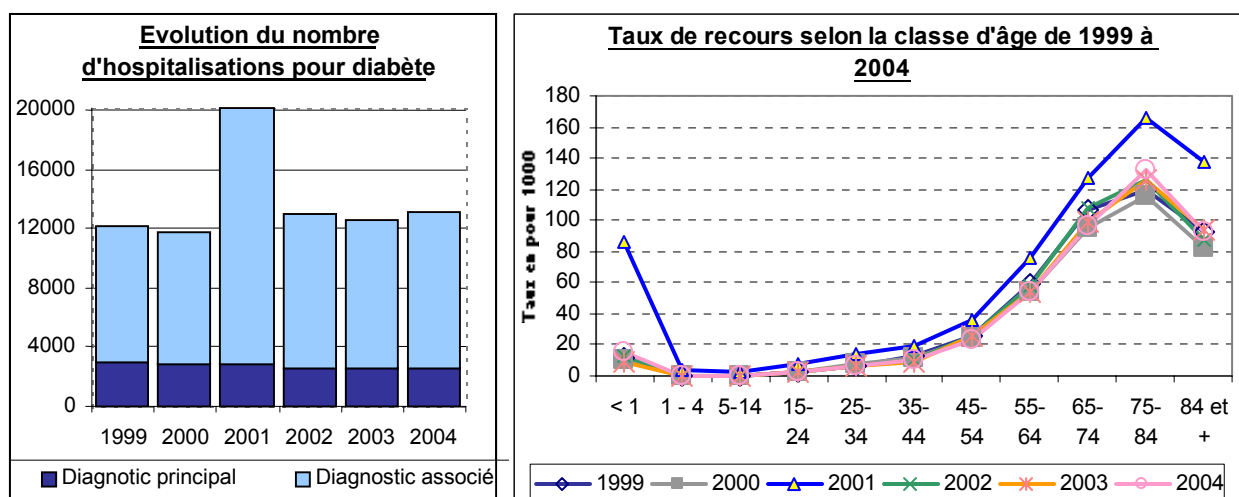 Evolution du nombre
d'hospitalisations pour diabète
20000
16000
12000
8000
4000
0
1999 2000 2001 2002 2003 2004
Diagnotic principal Diagnostic associé
Taux de recours selon la classe d'âge de 1999 à
2004
Taux en pour 1000
180
160
140
120
100
80
60
40
20
0
< 1 1 - 4 5-14 15- 25- 35- 45- 55- 65- 75- 84 et
24 34 44 54 64 74 84 +
1999 2000 2001 2002 2003 2004